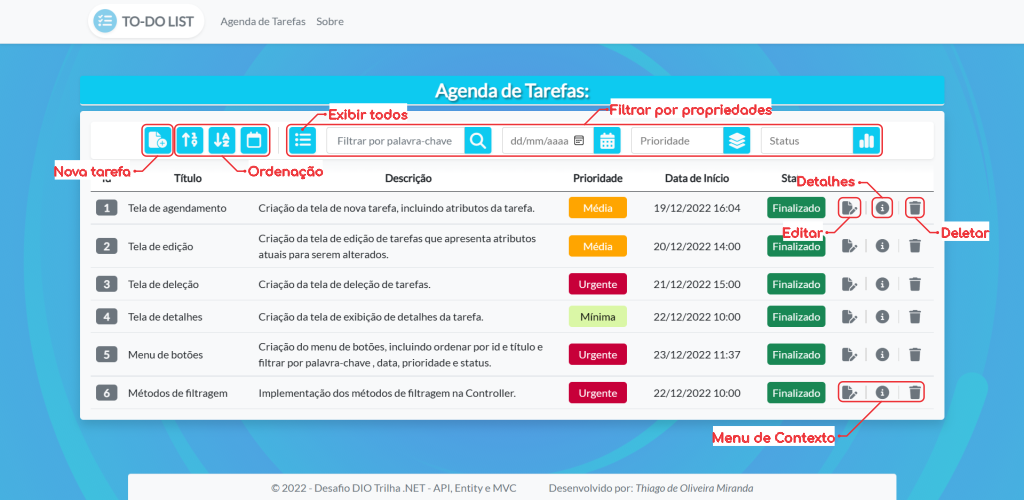 TO-DO LIST
Agenda de Tarefas
Sobre
Agenda de Tarefas:
Exibir todos
Filtrar por propriedades
Filtrar por palavra-chave
dd/mm/aaaa
Prioridade
Status
Nova tarefa
Ordenação
Detalhes
Título
Descrição
Prioridade
Data de Início
1 Tela de agendamento Criação da tela de nova tarefa, incluindo atributos da tarefa. Média 19/12/2022 16:04 Finalizado
Editar
Deletar
2 Tela de edição Criação da tela de edição de tarefas que apresenta atributos Média 20/12/2022 14:00 Finalizado
atuais para serem alterados.
3 Tela de deleção Criação da tela de deleção de tarefas. Urgente 21/12/2022 15:00 Finalizado
4 Tela de detalhes Criação da tela de exibição de detalhes da tarefa. Mínima 22/12/2022 10:00 Finalizado
5 Menu de botões Criação do menu de botões, incluindo ordenar por id e título e Urgente 23/12/2022 11:37 Finalizado
filtrar por palavra-chave , data, prioridade e status.
6 Métodos de filtragem Implementação dos métodos de filtragem na Controller. Urgente 22/12/2022 10:00 Finalizado
Menu de Contexto
© 2022 - Desafio DIO Trilha .NET - API, Entity e MVC
Desenvolvido por: Thiago de Oliveira Miranda